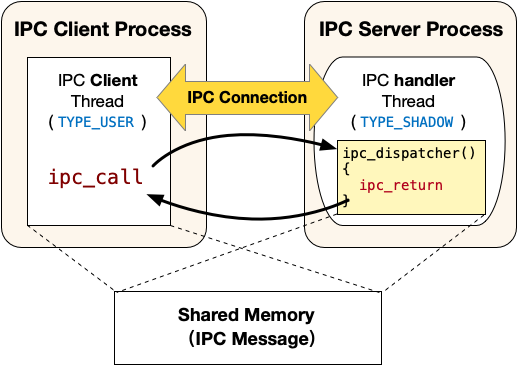 IPC Client Process
IPC Server Process
IPC Client
Thread
( TYPE_USER )
IPC Connection
IPC handler
Thread
( TYPE_SHADOW )
ipc_call
ipc_dispatcher()
{
ipc_return
}
Shared Memory
（IPC Message）